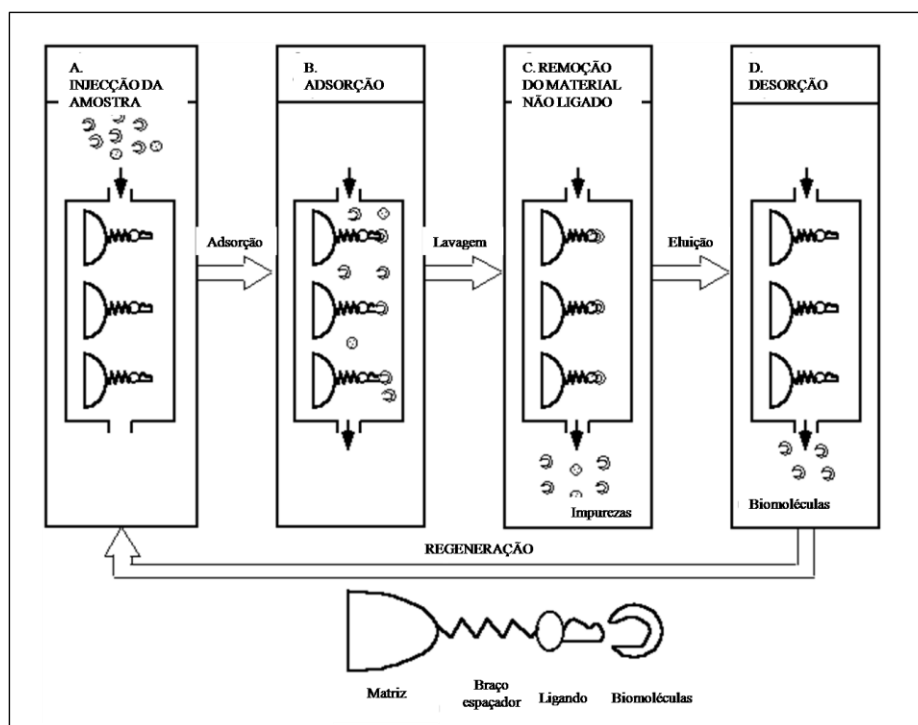 A.
INJECÇÃO DA
AMOSTRA
B.
ADSORÇÃO
C. REMOÇÃO
DO MATERIAL
NÃO LIGADO
D.
DESORÇÃO
Adsorção
Lavagem
Eluição
Impurezas
Biomoléculas
REGENERAÇÃO
Matriz
Braço
espaçador
Ligando
Biomoléculas